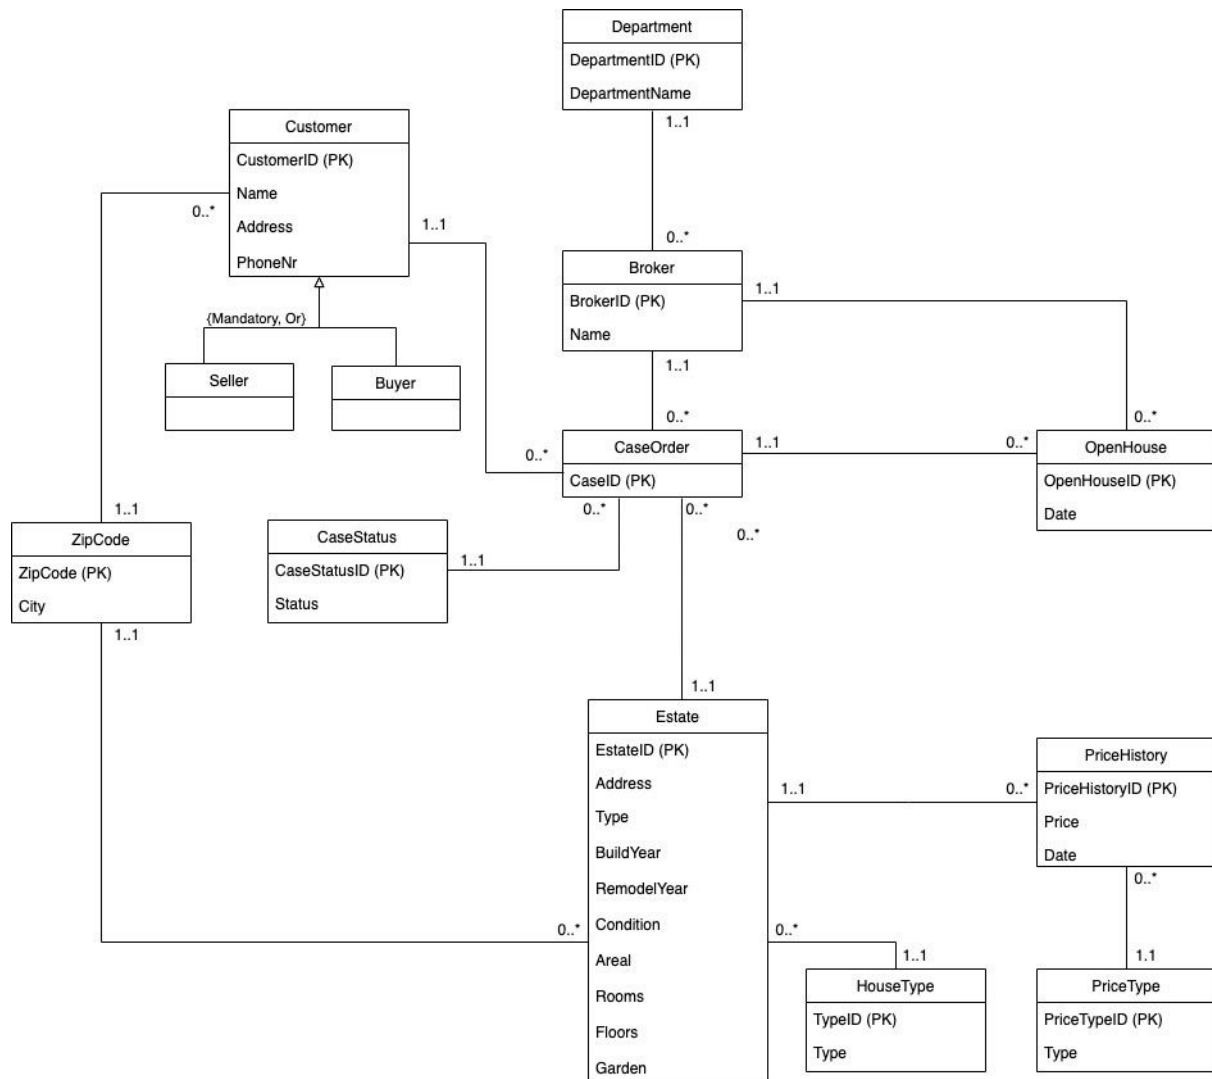 Department
DepartmentID (PK)
DepartmentName
1..1
Customer
CustomerID (PK)
Name
Address
PhoneNr
0..*
1..1
{Mandatory, Or}
Seller
Buyer
0..*
Broker
BrokerID (PK)
Name
1..1
1..1
0..*
0..*
CaseOrder
CaseID (PK)
0..*
1..1
0..*
0..*
OpenHouse
OpenHouseID (PK)
Date
0..*
0..*
0..*
1..1
ZipCode
ZipCode (PK)
City
1..1
CaseStatus
CaseStatusID (PK)
Status
1..1
1..1
Estate
EstateID (PK)
Address
Type
BuildYear
RemodelYear
Condition
Areal
Rooms
Floors
Garden
0..*
1..1
0..*
PriceHistory
PriceHistoryID (PK)
Price
Date
0..*
0..*
1..1
HouseType
TypeID (PK)
Type
1.1
PriceType
PriceTypeID (PK)
Type